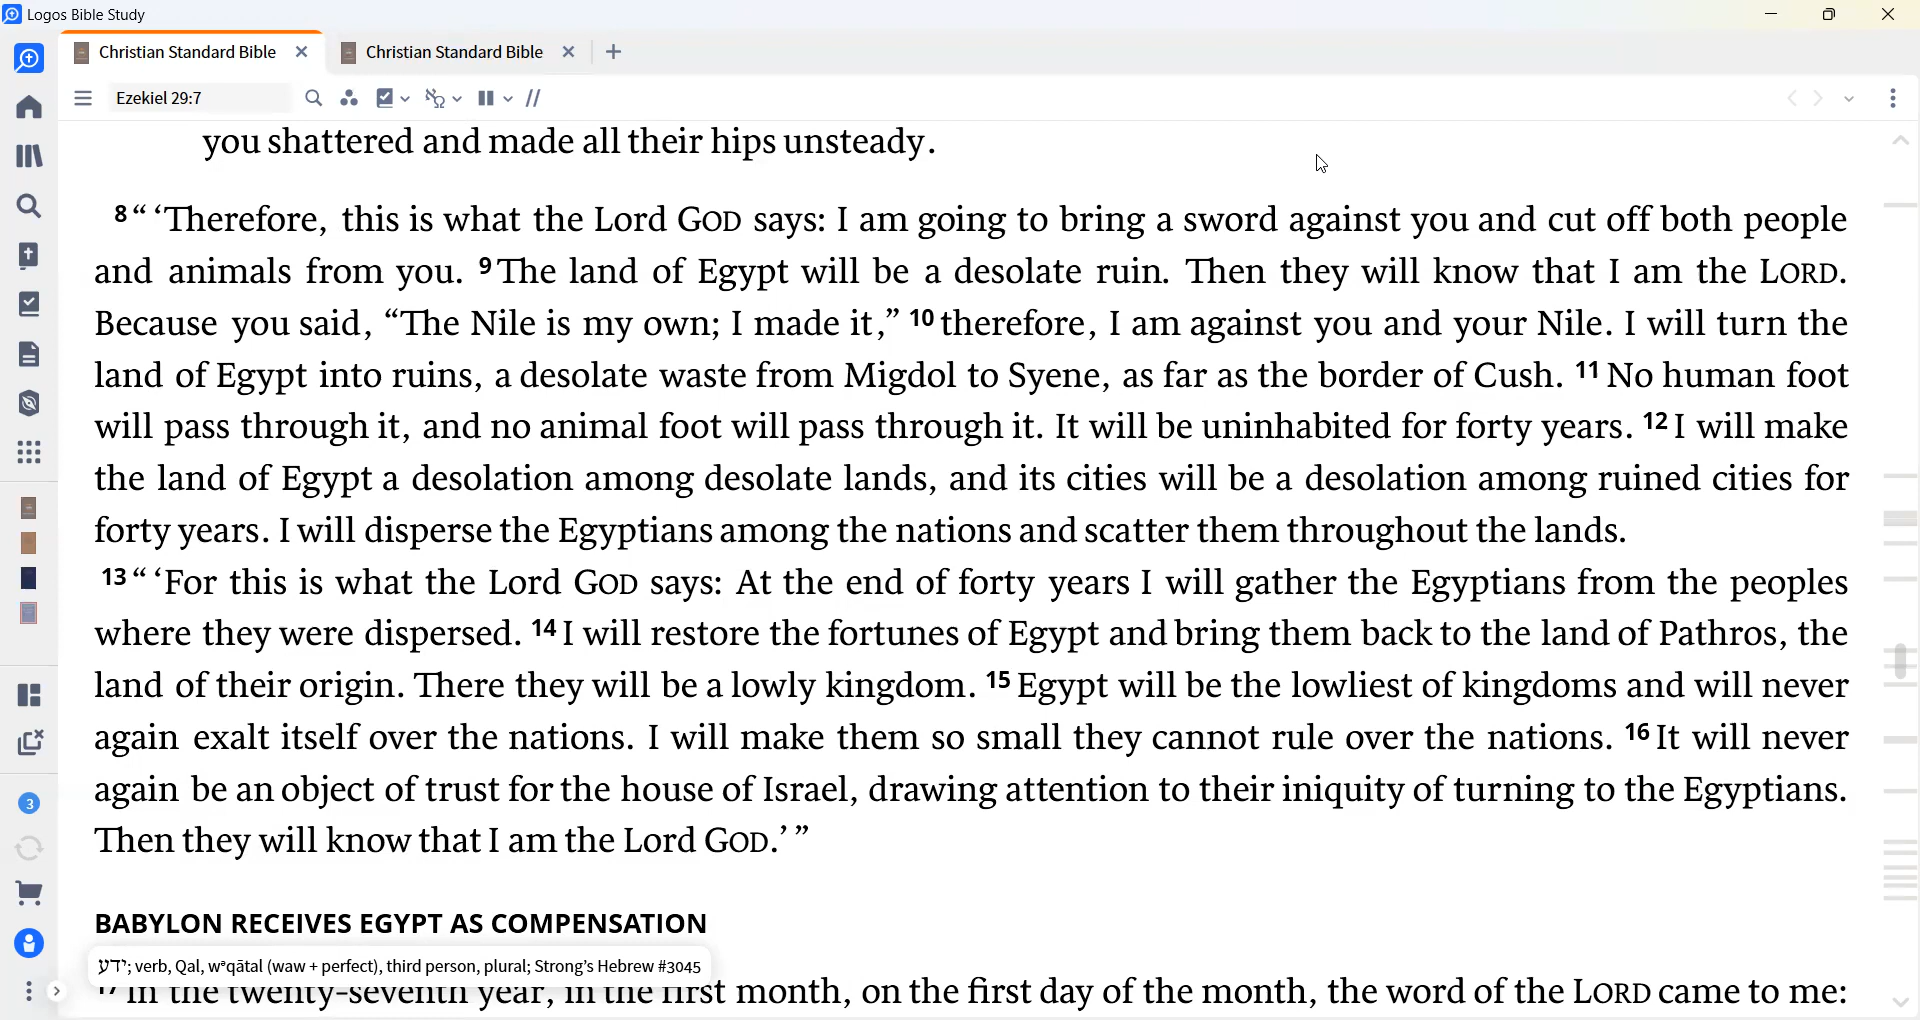 Logos Bible Study
Christian Standard Bible
Christian Standard Bible
Ezekiel 29:7
you shattered and made all their hips unsteady.
8 “ ‘Therefore, this is what the Lord GOD says: I am going to bring a sword against you and cut off both people
and animals from you. 9 The land of Egypt will be a desolate ruin. Then they will know that I am the LORD.
Because you said, “The Nile is my own; I made it,” 10 therefore, I am against you and your Nile. I will turn the
land of Egypt into ruins, a desolate waste from Migdol to Syene, as far as the border of Cush. 11 No human foot
will pass through it, and no animal foot will pass through it. It will be uninhabited for forty years. 12 I will make
the land of Egypt a desolation among desolate lands, and its cities will be a desolation among ruined cities for
forty years. I will disperse the Egyptians among the nations and scatter them throughout the lands.
13 “ ‘For this is what the Lord GOD says: At the end of forty years I will gather the Egyptians from the peoples
where they were dispersed. 14 I will restore the fortunes of Egypt and bring them back to the land of Pathros, the
land of their origin. There they will be a lowly kingdom. 15 Egypt will be the lowliest of kingdoms and will never
again exalt itself over the nations. I will make them so small they cannot rule over the nations. 16 It will never
again be an object of trust for the house of Israel, drawing attention to their iniquity of turning to the Egyptians.
Then they will know that I am the Lord GOD.’ ”
3
BABYLON RECEIVES EGYPT AS COMPENSATION
ידע; verb, Qal, wᵉqātal (waw + perfect), third person, plural; Strong’s Hebrew #3045
17 In the twenty-seventh year, in the first month, on the first day of the month, the word of the LORD came to me: